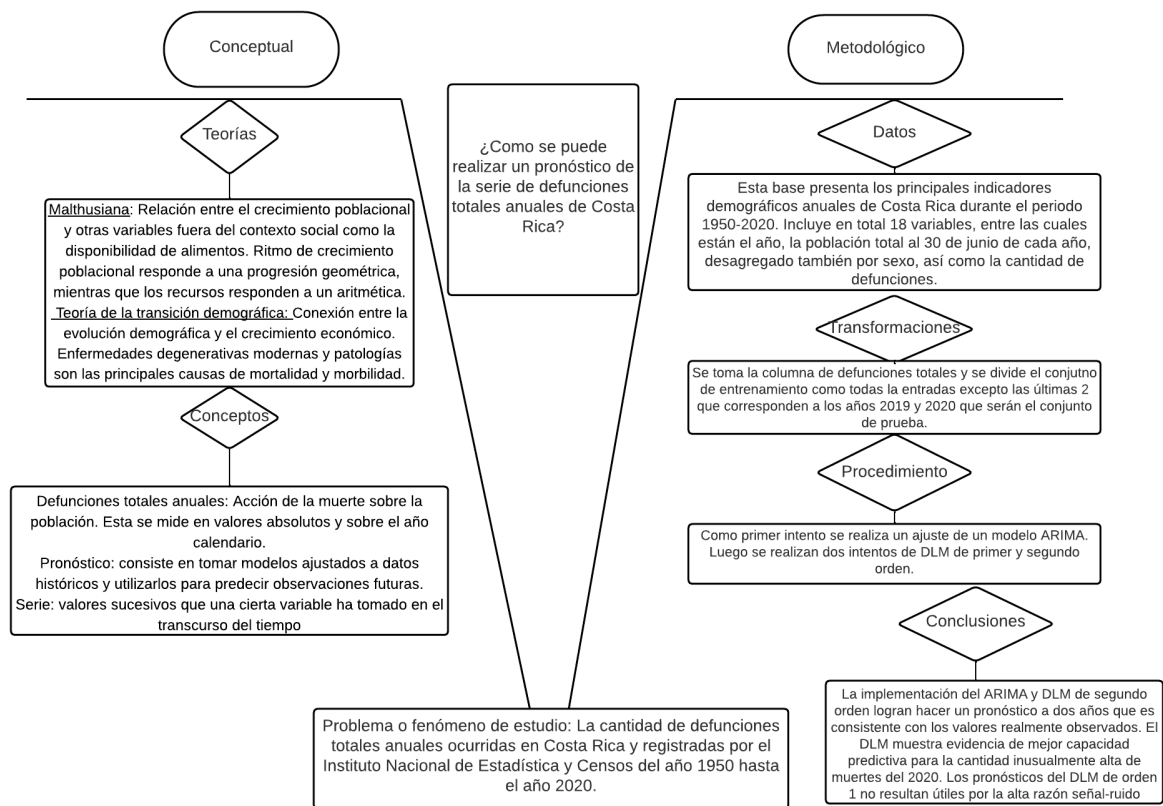 Conceptual
Teorías
Malthusiana: Relación entre el crecimiento poblacional
y otras variables fuera del contexto social como la
disponibilidad de alimentos. Ritmo de crecimiento
poblacional responde a una progresión geométrica,
mientras que los recursos responden a un aritmética.
Teoría de la transición demográfica: Conexión entre la
evolución demográfica y el crecimiento económico.
Enfermedades degenerativas modernas y patologías
son las principales causas de mortalidad y morbilidad.
Conceptos
Defunciones totales anuales: Acción de la muerte sobre la
población. Esta se mide en valores absolutos y sobre el año
calendario.
Pronóstico: consiste en tomar modelos ajustados a datos
históricos y utilizarlos para predecir observaciones futuras.
Serie: valores sucesivos que una cierta variable ha tomado en el
transcurso del tiempo
¿Como se puede
realizar un pronóstico de
la serie de defunciones
totales anuales de Costa
Rica?
Metodológico
Datos
Esta base presenta los principales indicadores
demográficos anuales de Costa Rica durante el periodo
1950-2020. Incluye en total 18 variables, entre las cuales
están el año, la población total al 30 de junio de cada año,
desagregado también por sexo, así como la cantidad de
defunciones.
Transformaciones
Se toma la columna de defunciones totales y se divide el conjutno
de entrenamiento como todas la entradas excepto las últimas 2
que corresponden a los años 2019 y 2020 que serán el conjunto
de prueba.
Procedimiento
Como primer intento se realiza un ajuste de un modelo ARIMA.
Luego se realizan dos intentos de DLM de primer y segundo
orden.
Conclusiones
La implementación del ARIMA y DLM de segundo
orden logran hacer un pronóstico a dos años que es
consistente con los valores realmente observados. El
DLM muestra evidencia de mejor capacidad
predictiva para la cantidad inusualmente alta de
muertes del 2020. Los pronósticos del DLM de orden
1 no resultan útiles por la alta razón señal-ruido
Problema o fenómeno de estudio: La cantidad de defunciones
totales anuales ocurridas en Costa Rica y registradas por el
Instituto Nacional de Estadística y Censos del año 1950 hasta
el año 2020.